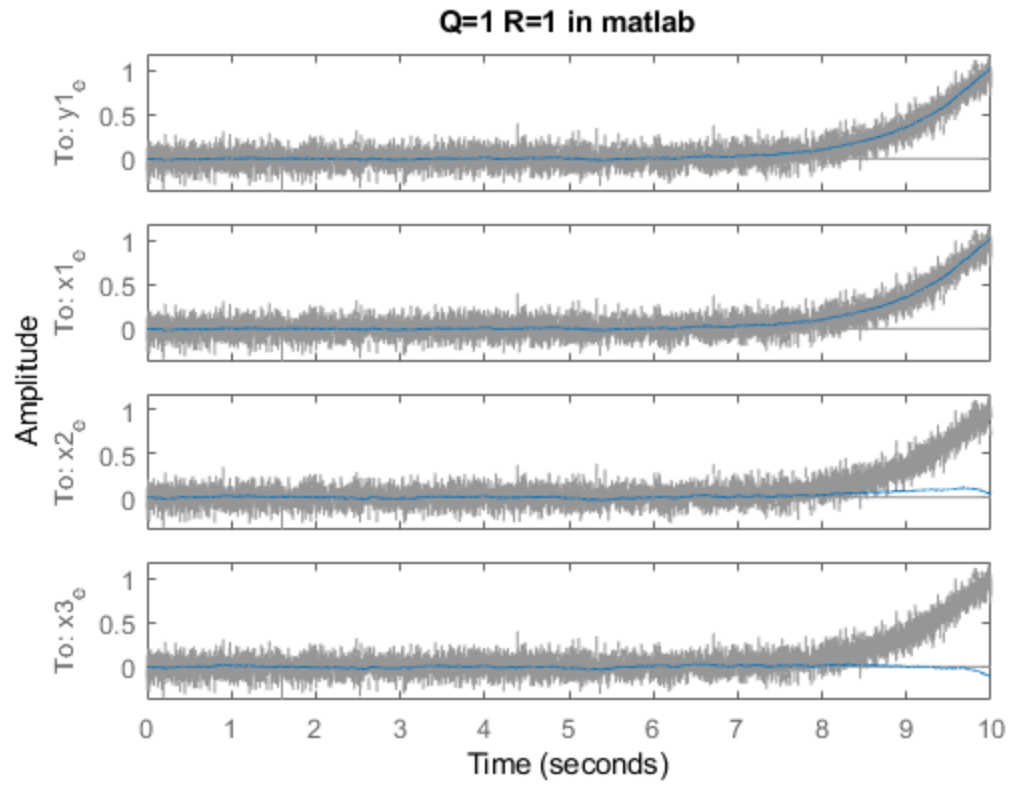 Q=1 R=1 in matlab
Amplitude
To: y1e
1
0.5
0
To: x1e
1
0.5
0
To: x2e
1
0.5
0
To: x3e
1
0.5
0
0 1 2 3 4 5 6 7 8 9 10
Time (seconds)